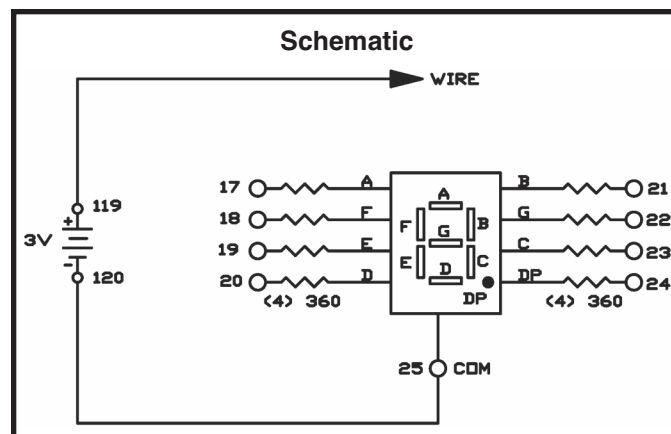 Schematic
WIRE
17 A B 21
A
119
18 F G 22
F B
+
3V
G
19 E C 23
E C
-
D
120
20 D DP 24
DP
(4) 360 (4) 360
25 COM